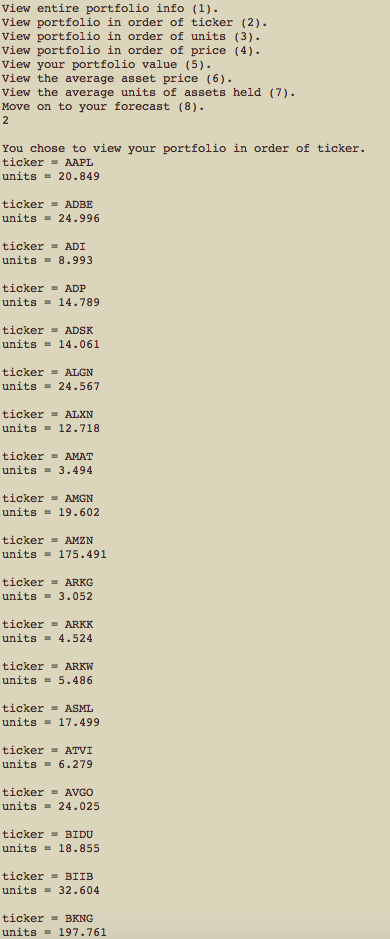 View entire portfolio info (1).
View portfolio in order of ticker (2).
View portfolio in order of units (3).
View portfolio in order of price (4).
View your portfolio value (5).
View the average asset price (6).
View the average units of assets held (7).
Move on to your forecast (8).
2
You chose to view your portfolio in order of ticker.
ticker = AAPL
units = 20.849
ticker = ADBE
units = 24.996
ticker = ADI
units = 8.993
ticker = ADP
units = 14.789
ticker = ADSK
units = 14.061
ticker = ALGN
units = 24.567
ticker = ALXN
units = 12.718
ticker = AMAT
units = 3.494
ticker = AMGN
units = 19.602
ticker = AMZN
units = 175.491
ticker = ARKG
units = 3.052
ticker = ARKK
units = 4.524
ticker = ARKW
units = 5.486
ticker = ASML
units = 17.499
ticker = ATVI
units = 6.279
ticker = AVGO
units = 24.025
ticker = BIDU
units = 18.855
ticker = BIIB
units = 32.604
ticker = BKNG
units = 197.761